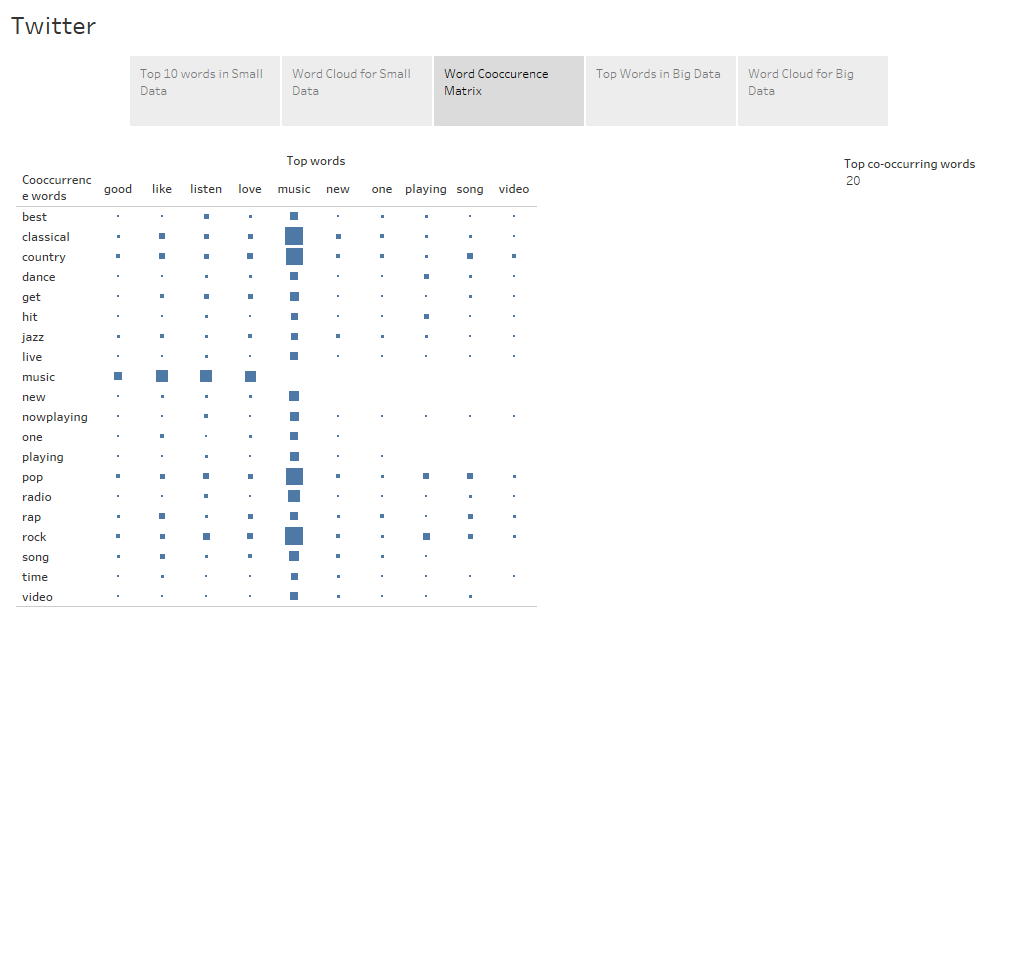 Twitter
Top 10 words in Small
Data
Word Cloud for Small
Data
Word Cooccurence
Matrix
Top Words in Big Data
Word Cloud for Big
Data
Top words
Cooccurrenc
e words
good like listen love music new one playing song video
best
classical
country
dance
get
hit
jazz
live
music
new
nowplaying
one
playing
pop
radio
rap
rock
song
time
video
Top co-occurring words
20